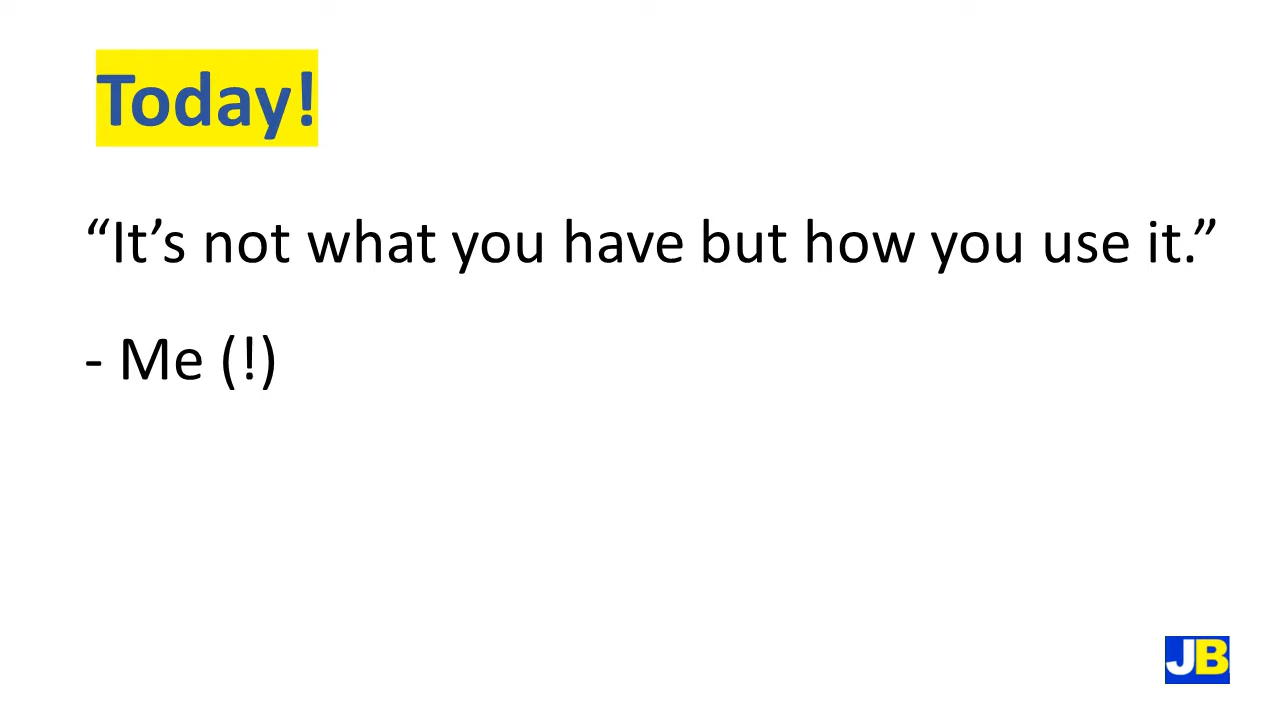 Today!
“It’s not what you have but how you use it.”
- Me (!)
JB